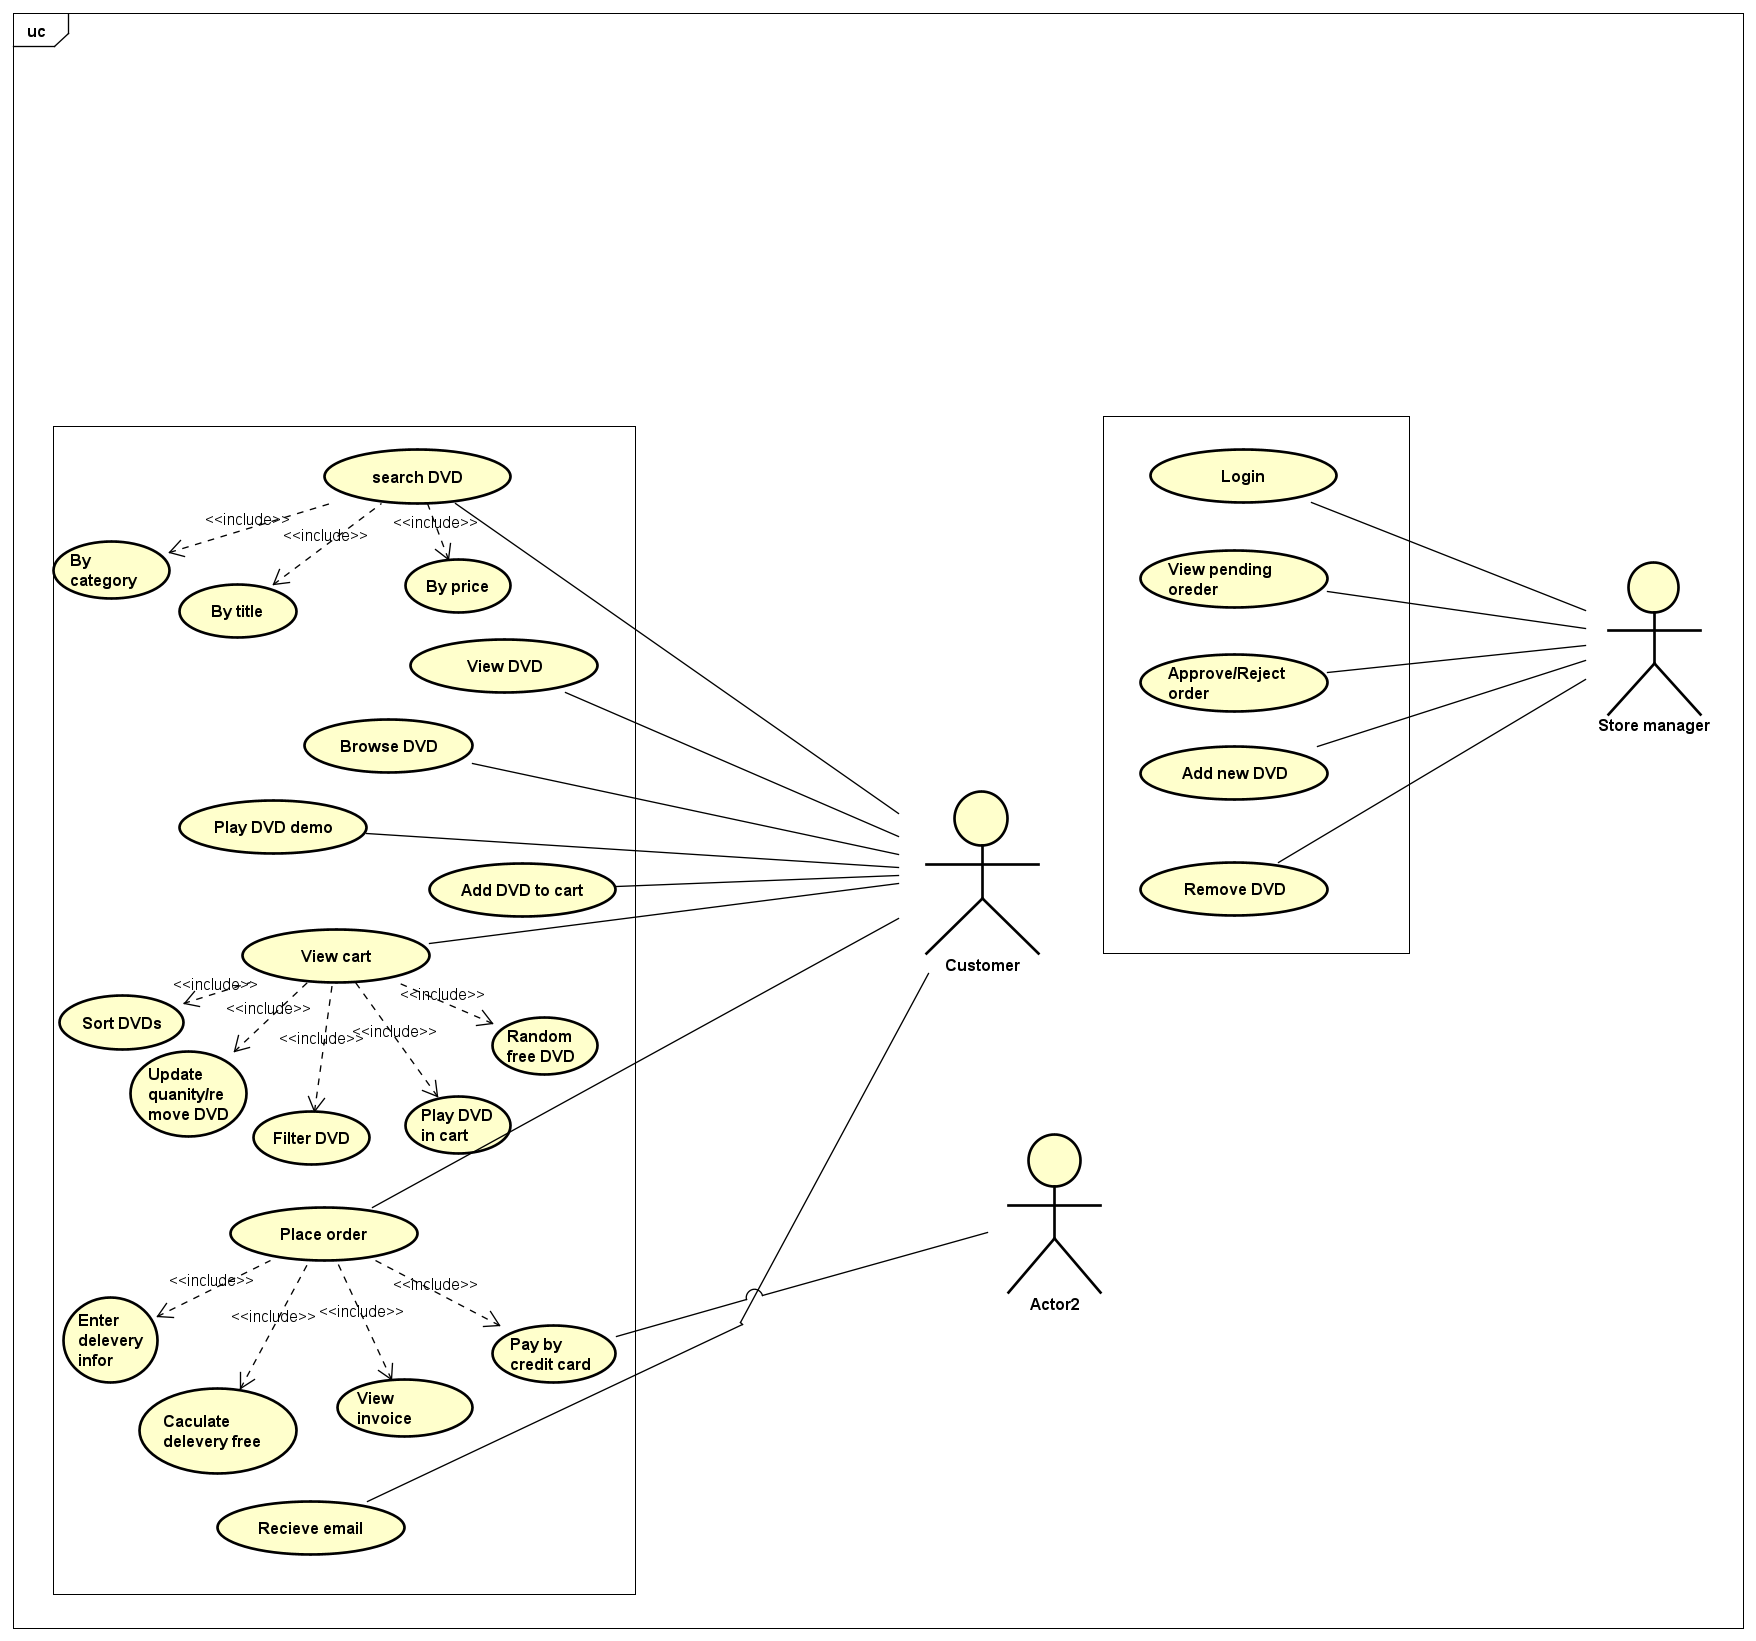 uc
search DVD
<<include>>
<<include>>
<<include>>
By
category
By title
By price
View DVD
Browse DVD
Play DVD demo
Add DVD to cart
View cart
<<include>>
<<include>>
<<include>>
<<include>>
<<include>>
Sort DVDs
Update
quanity/re
move DVD
Filter DVD
Play DVD
in cart
Random
free DVD
Place order
<<include>>
<<include>>
<<include>>
<<include>>
Enter
delevery
infor
Caculate
delevery free
View
invoice
Pay by
credit card
Recieve email
Customer
Actor2
Login
View pending
oreder
Approve/Reject
order
Add new DVD
Remove DVD
Store manager